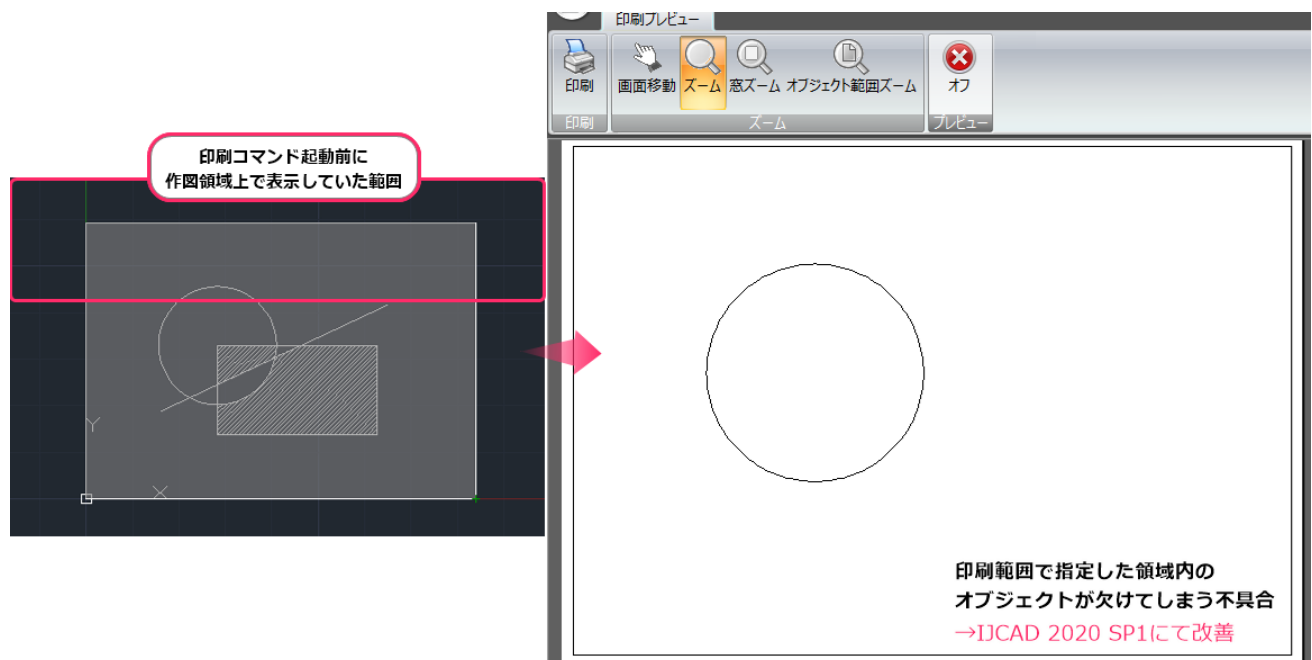 印刷コマンド起動前に
作図領域上で表示していた範囲
Y
X
印刷プレビュー
印刷
画面移動
ズーム
窓ズーム
オブジェクト範囲ズーム
オフ
印刷
ズーム
プレビュー
印刷範囲で指定した領域内の
オブジェクトが欠けてしまう不具合
→IJCAD 2020 SP1にて改善